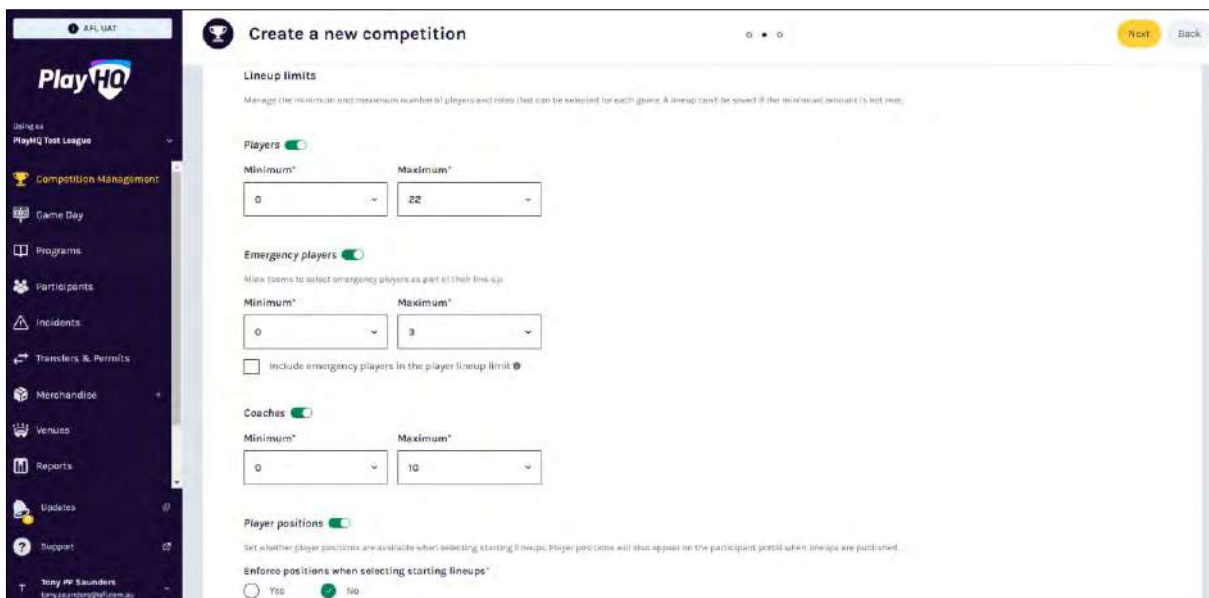 AFL UAT
Create a new competition
Next
Back
PlayHQ
Using as
PlayHQ Test League
Competition Management
Game Day
Programs
Participants
Incidents
Transfers & Permits
Merchandise +
Venues
Reports
Updates
Support
T
Tony PP Saunders
tony.saunders@afl.com.au
Lineup limits
Manage the minimum and maximum number of players and roles that can be selected for each game. A lineup can't be saved if the minimum amount is not met.
Players
Minimum* Maximum*
0 22
Emergency players
Allow teams to select emergency players as part of their line-up.
Minimum* Maximum*
0 3
Include emergency players in the player lineup limit
Coaches
Minimum* Maximum*
0 10
Player positions
Set whether player positions are available when selecting starting lineups. Player positions will also appear on the participant portal when lineups are published.
Enforce positions when selecting starting lineups*
Yes No